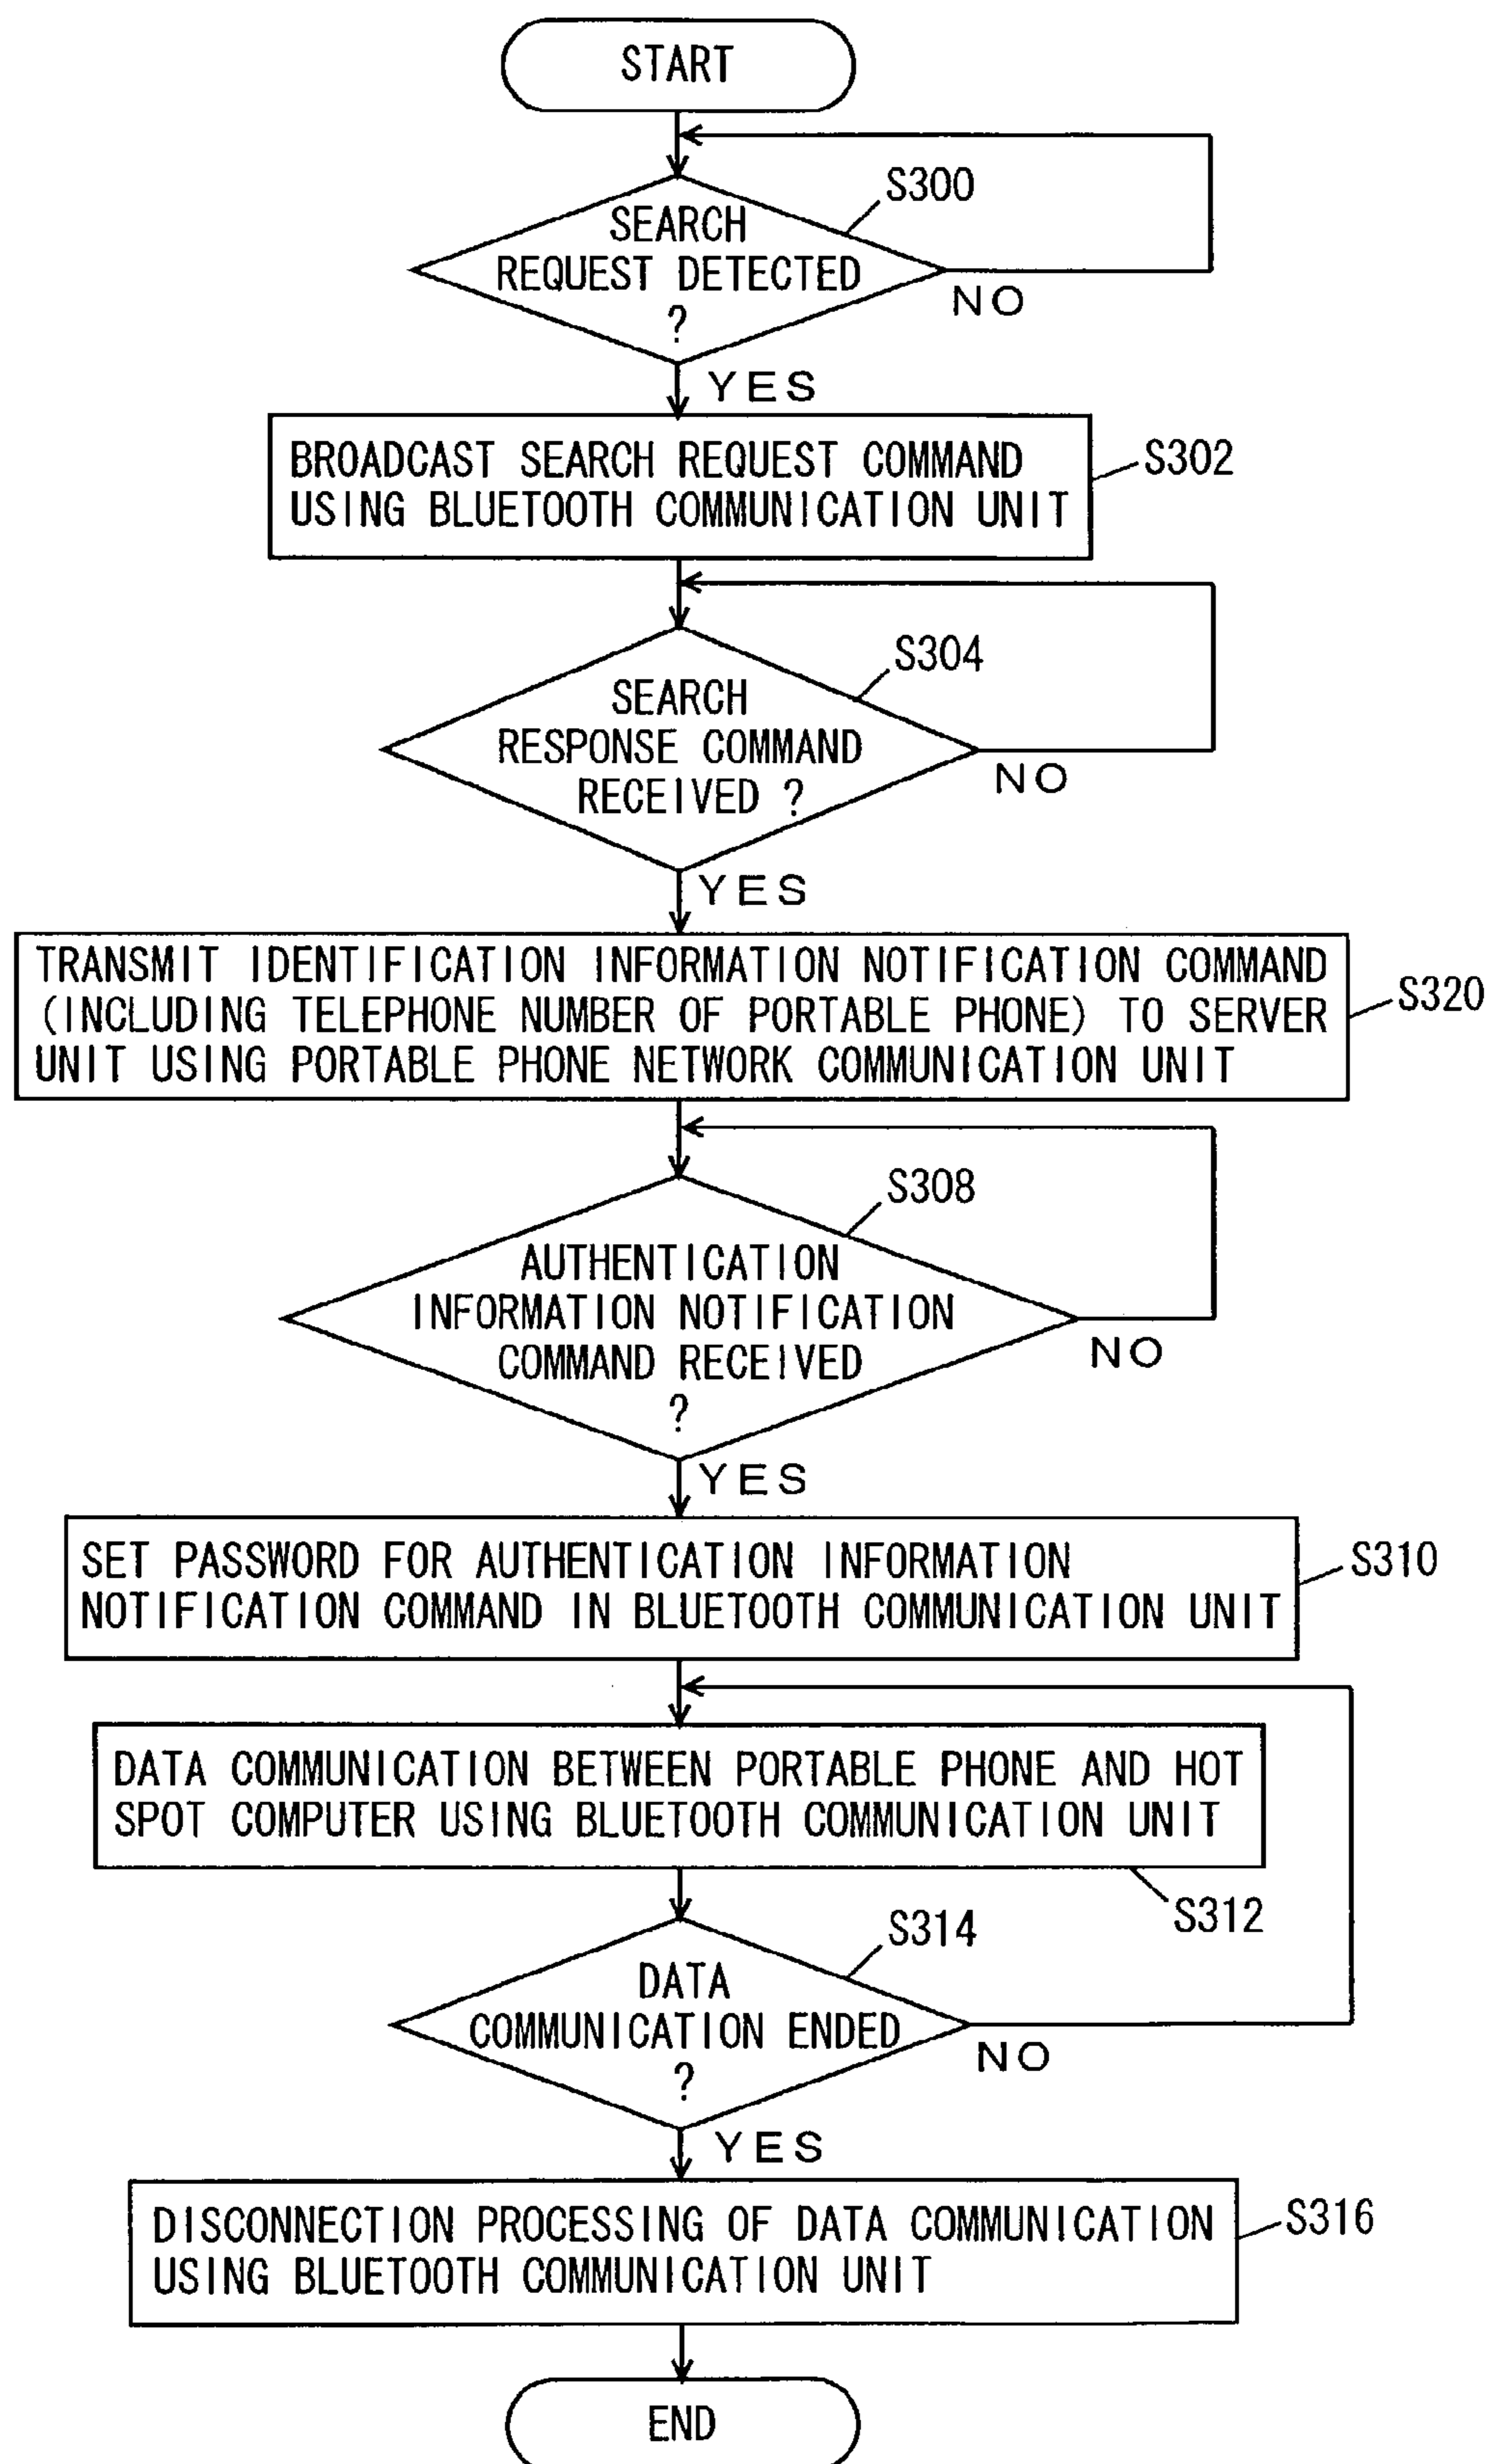 START
S300
SEARCH
REQUEST DETECTED
?
NO
YES
BROADCAST SEARCH REQUEST COMMAND
USING BLUETOOTH COMMUNICATION UNIT
S302
S304
SEARCH
RESPONSE COMMAND
RECEIVED ?
NO
YES
TRANSMIT IDENTIFICATION INFORMATION NOTIFICATION COMMAND
(INCLUDING TELEPHONE NUMBER OF PORTABLE PHONE) TO SERVER
UNIT USING PORTABLE PHONE NETWORK COMMUNICATION UNIT
S320
S308
AUTHENTICATION
INFORMATION NOTIFICATION
COMMAND RECEIVED
?
NO
YES
SET PASSWORD FOR AUTHENTICATION INFORMATION
NOTIFICATION COMMAND IN BLUETOOTH COMMUNICATION UNIT
S310
DATA COMMUNICATION BETWEEN PORTABLE PHONE AND HOT
SPOT COMPUTER USING BLUETOOTH COMMUNICATION UNIT
S312
S314
DATA
COMMUNICATION ENDED
?
NO
YES
DISCONNECTION PROCESSING OF DATA COMMUNICATION
USING BLUETOOTH COMMUNICATION UNIT
S316
END